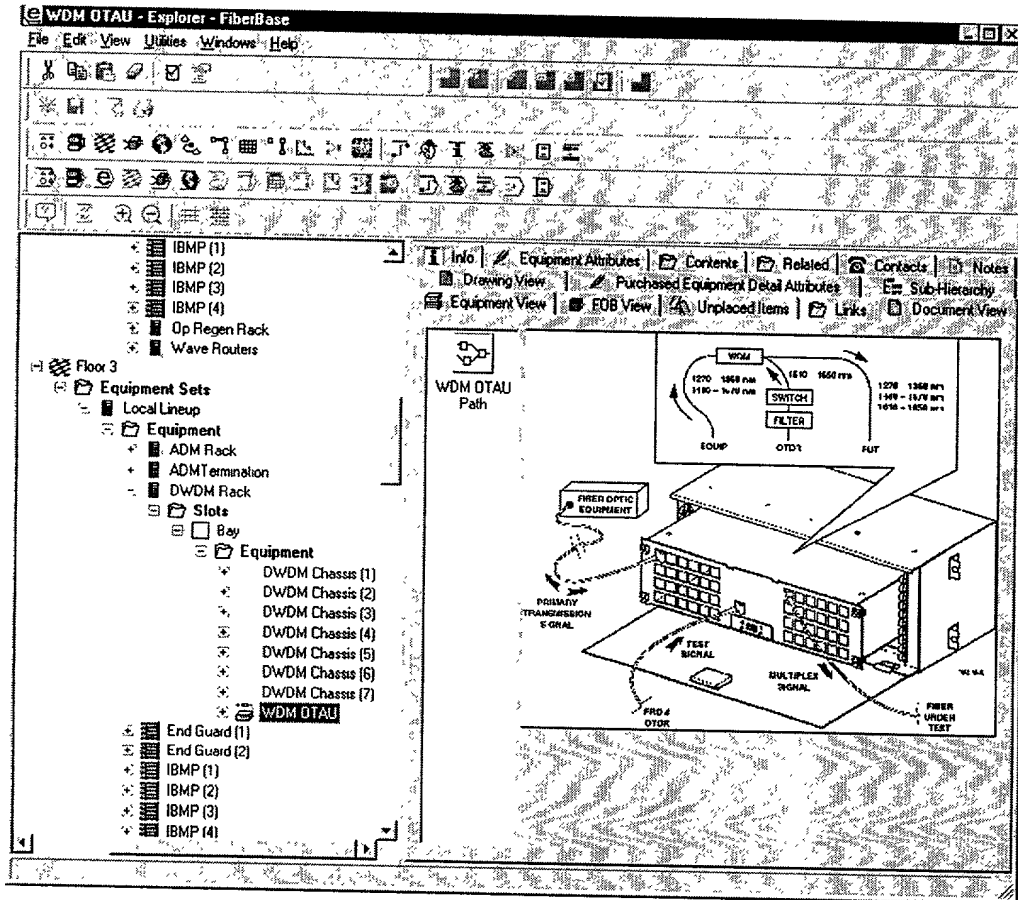 WDM OTAU - Explorer - FiberBase
File Edit View Utilities Windows Help
IBMP (1)
IBMP (2)
IBMP (3)
IBMP (4)
Op Regen Rack
Wave Routers
Floor 3
Equipment Sets
Local Lineup
Equipment
ADM Rack
ADMTermination
DWDM Rack
Slots
Bay
Equipment
DWDM Chassis (1)
DWDM Chassis (2)
DWDM Chassis (3)
DWDM Chassis (4)
DWDM Chassis (5)
DWDM Chassis (6)
DWDM Chassis (7)
WDM OTAU
End Guard (1)
End Guard (2)
IBMP (1)
IBMP (2)
IBMP (3)
IBMP (4)
Info Equipment Attributes Contents Related Contacts Notes
Drawing View Purchased Equipment Detail Attributes Sub-Hierarchy
Equipment View EOB View Unplaced Items Links Document View
WDM OTAU
Path
WDM
1610 1650 nm
SWITCH
FILTER
EQUIP OTDR FUT
FIBER OPTIC
EQUIPMENT
PRIMARY
TRANSMISSION
SIGNAL
TEST
SIGNAL
MULTIPLEX
SIGNAL
OTDR
FIBER
UNDER
TEST